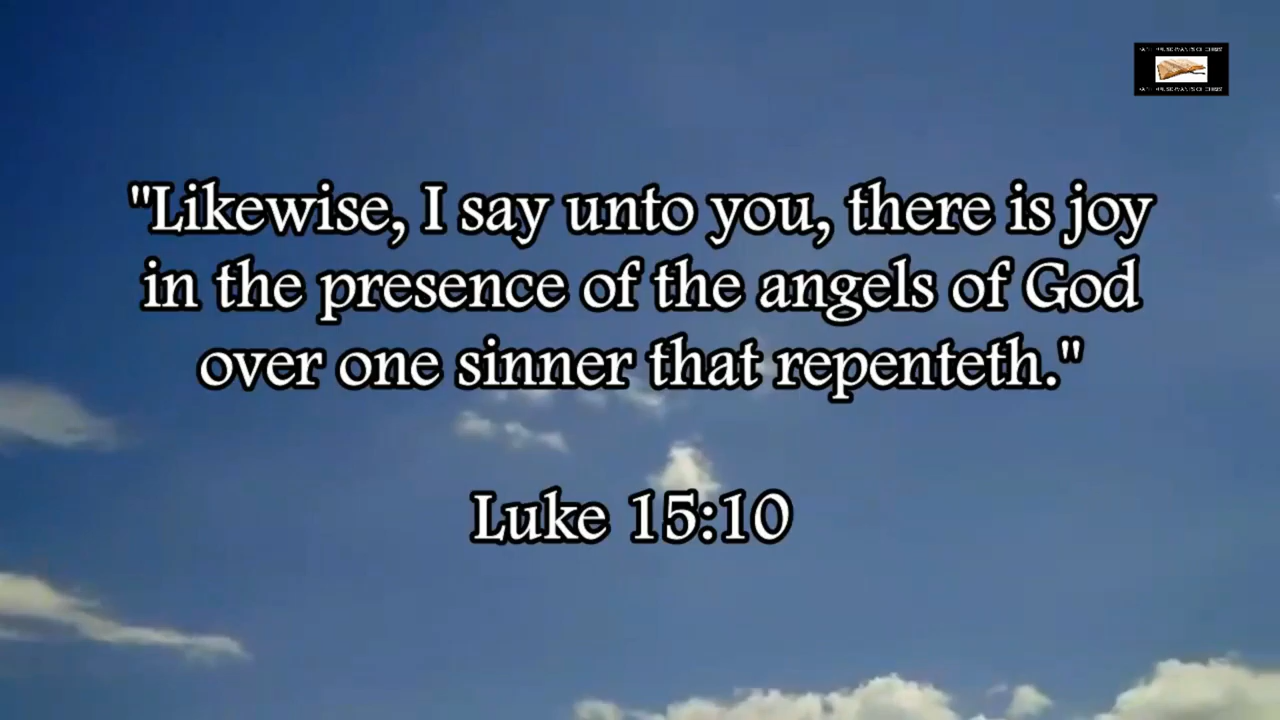 "Likewise, I say unto you, there is joy
in the presence of the angels of God
over one sinner that repenteth."
Luke 15:10